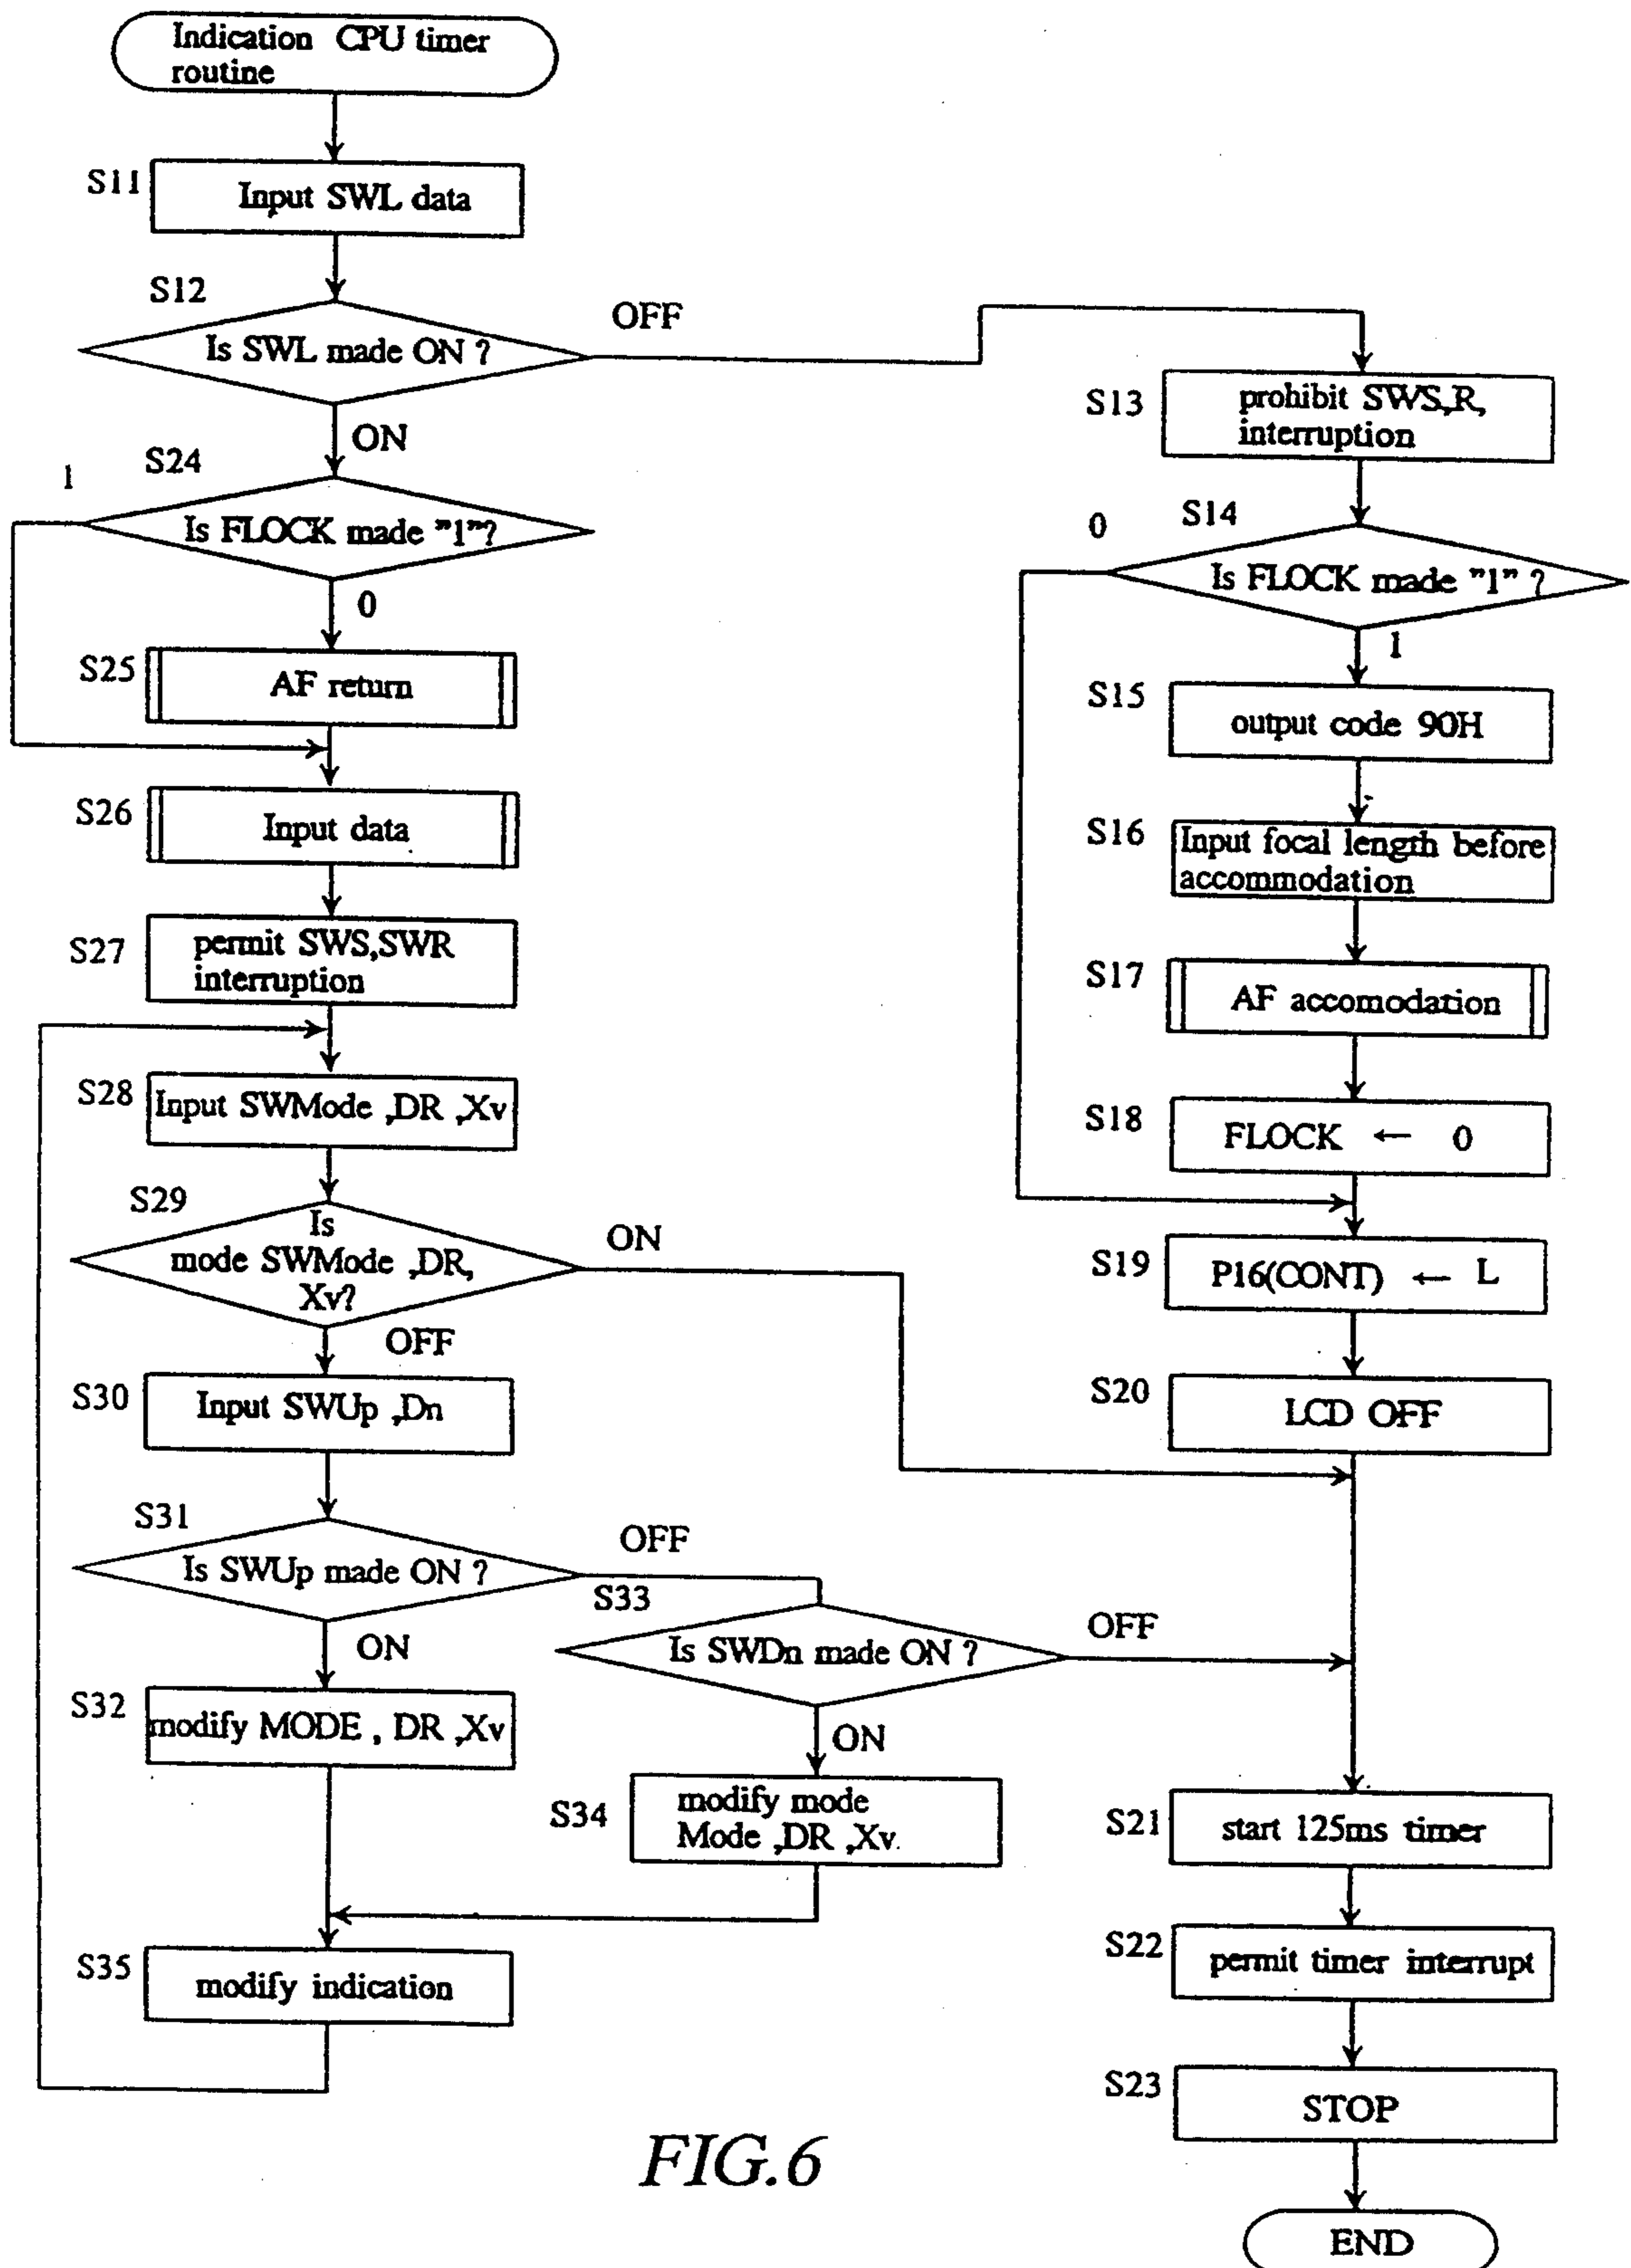 Indication CPU timer
routine
S11
Input SWL data
S12
Is SWL made ON ?
OFF
ON
S13
prohibit SWS,R,
interruption
S24
1
Is FLOCK made "1"?
0
S14
0
Is FLOCK made "1" ?
1
S25
AF return
S15
output code 90H
S26
Input data
S16
Input focal length before
accommodation
S27
permit SWS,SWR
interruption
S17
AF accomodation
S28
Input SWMode ,DR ,Xv
S18
FLOCK ← 0
S29
Is
mode SWMode ,DR,
Xv?
ON
OFF
S19
P16(CONT) ← L
S30
Input SWUp ,Dn
S20
LCD OFF
S31
Is SWUp made ON ?
OFF
ON
S33
Is SWDn made ON ?
OFF
ON
S32
modify MODE , DR ,Xv
S34
modify mode
Mode ,DR ,Xv.
S21
start 125ms timer
S35
modify indication
S22
permit timer interrupt
S23
STOP
FIG.6
END